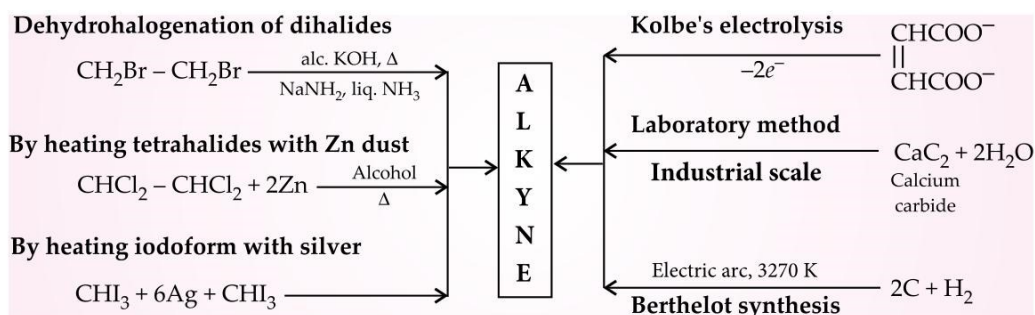 Dehydrohalogenation of dihalides
CH₂Br – CH₂Br
alc. KOH, Δ
NaNH₂, liq. NH₃
By heating tetrahalides with Zn dust
CHCl₂ – CHCl₂ + 2Zn
Alcohol
Δ
By heating iodoform with silver
CHI₃ + 6Ag + CHI₃
A
L
K
Y
N
E
Kolbe's electrolysis
–2e⁻
CHCOO⁻
||
CHCOO⁻
Laboratory method
Industrial scale
CaC₂ + 2H₂O
Calcium
carbide
Electric arc, 3270 K
Berthelot synthesis
2C + H₂